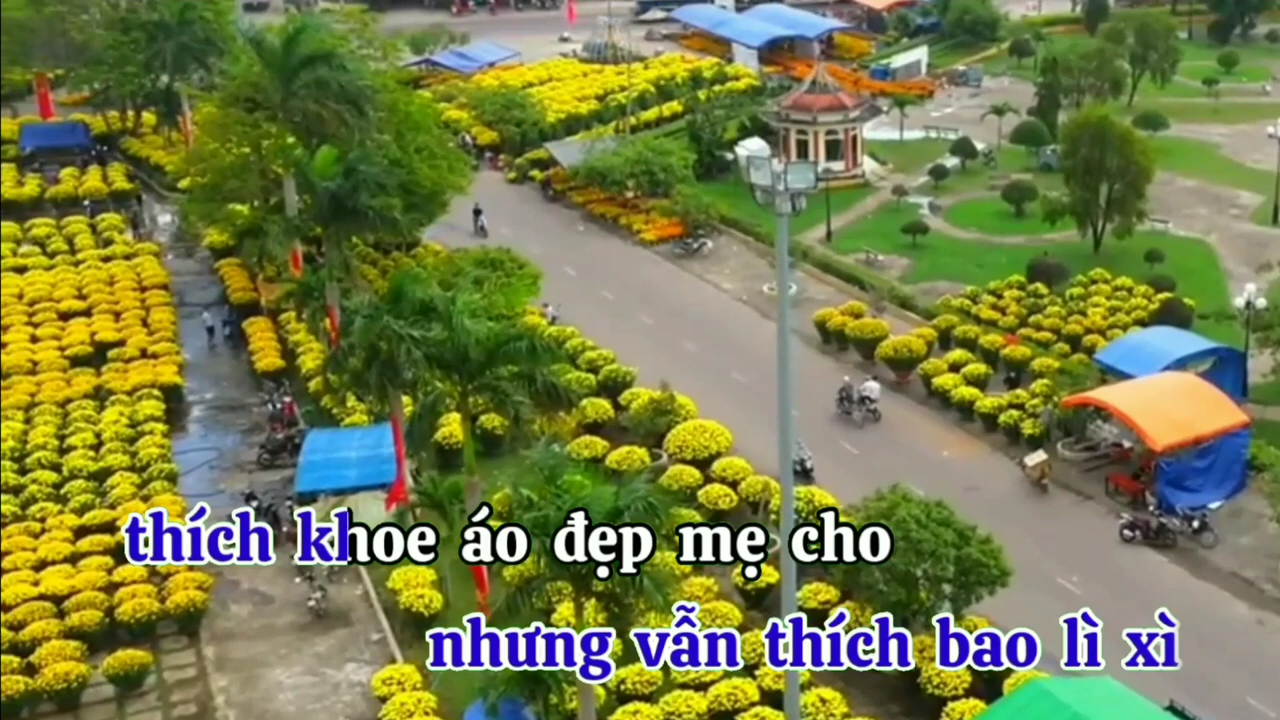 thích khoe áo đẹp mẹ cho
nhưng vẫn thích bao lì xì